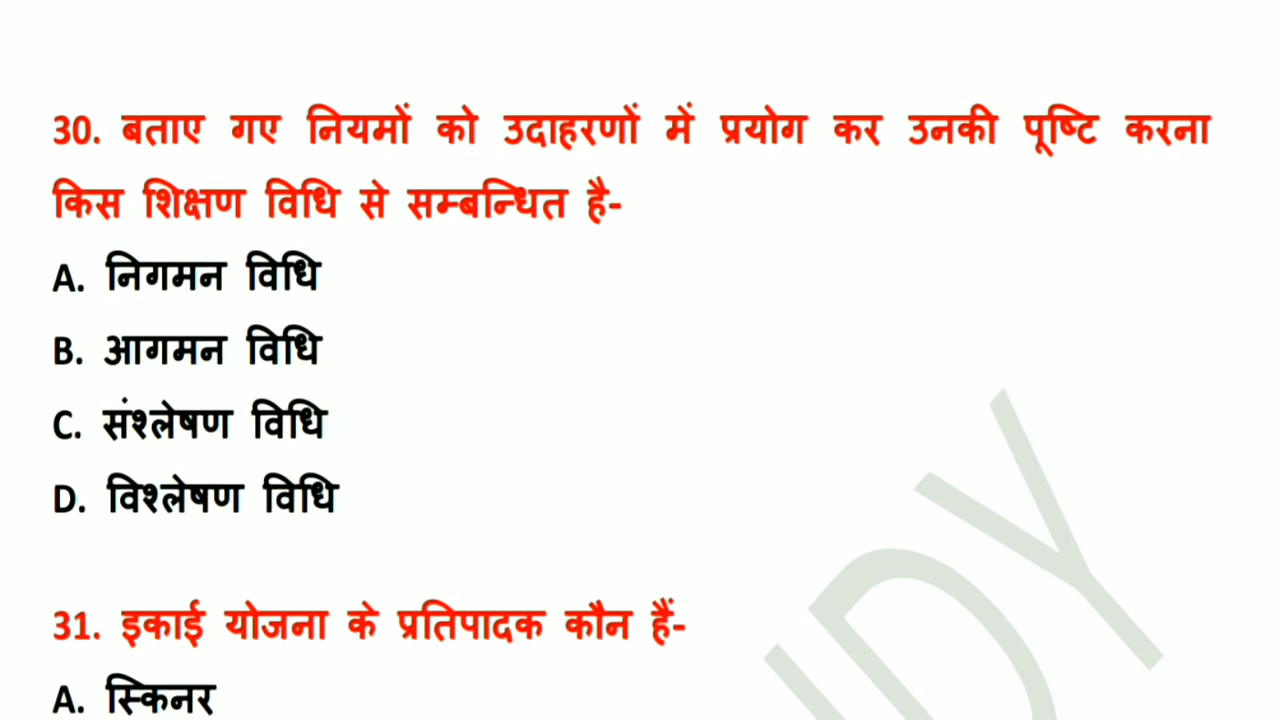 30. बताए गए नियमों को उदाहरणों में प्रयोग कर उनकी पूष्टि करना
किस शिक्षण विधि से सम्बन्धित है-
A. निगमन विधि
B. आगमन विधि
C. संश्लेषण विधि
D. विश्लेषण विधि
31. इकाई योजना के प्रतिपादक कौन हैं-
A. स्किनर